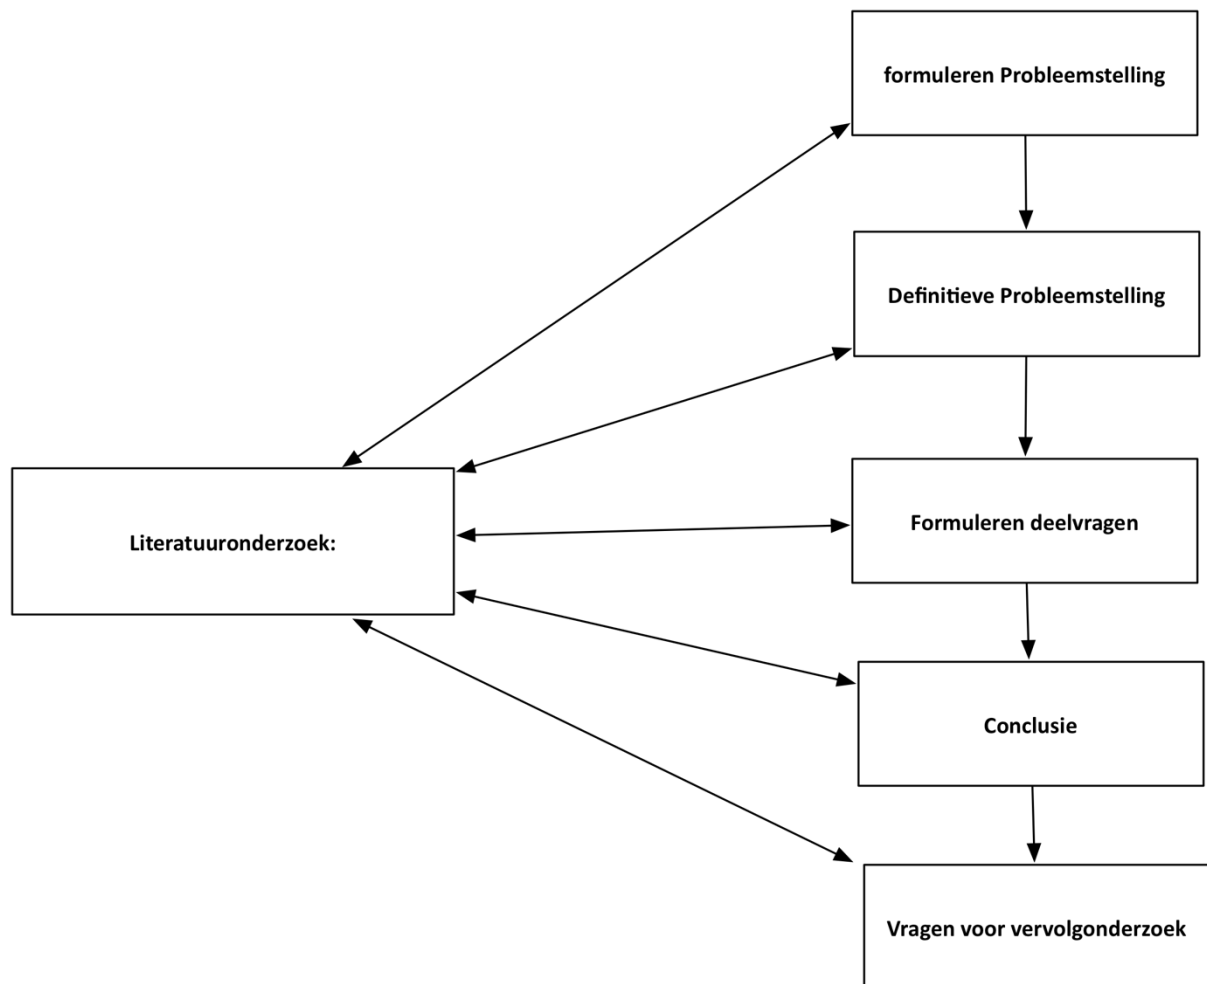 formuleren Probleemstelling
Definitieve Probleemstelling
Formuleren deelvragen
Literatuuronderzoek:
Conclusie
Vragen voor vervolgonderzoek